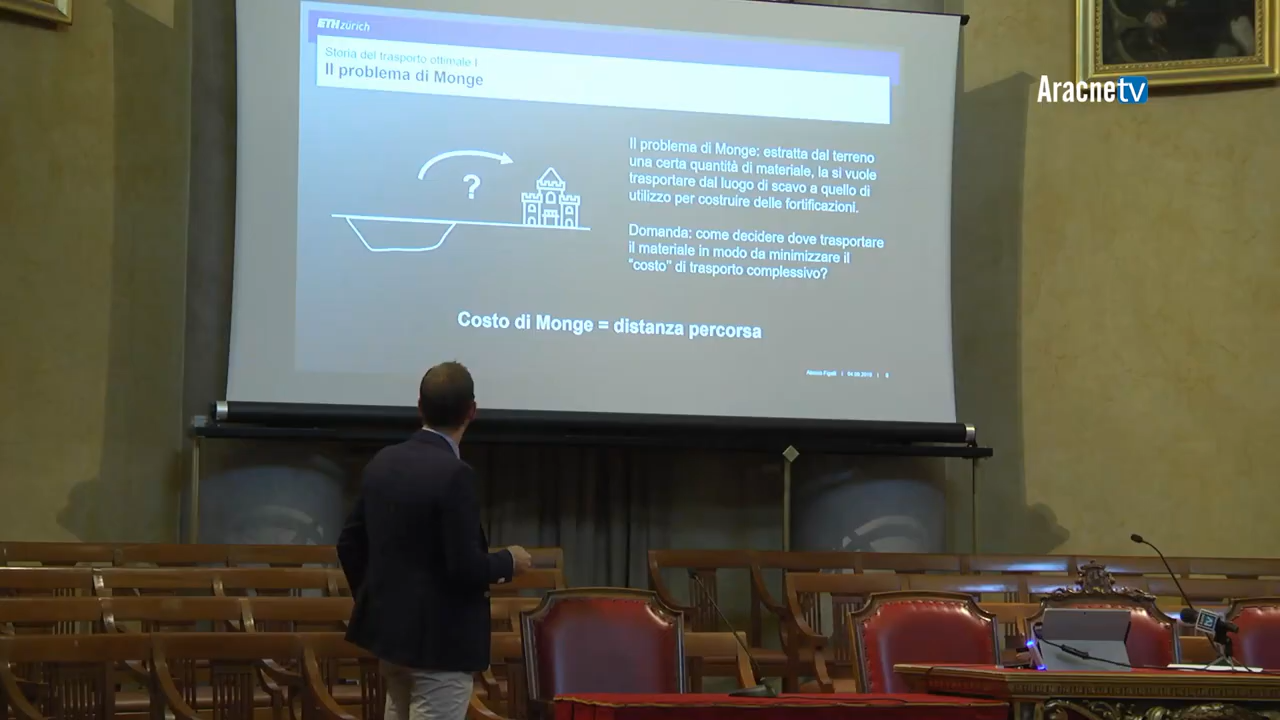 ETH zürich
Storia del trasporto ottimale I
Il problema di Monge
Aracnetv
Il problema di Monge: estratta dal terreno
una certa quantità di materiale, la si vuole
trasportare dal luogo di scavo a quello di
utilizzo per costruire delle fortificazioni.
?
Domanda: come decidere dove trasportare
il materiale in modo da minimizzare il
"costo" di trasporto complessivo?
Costo di Monge = distanza percorsa